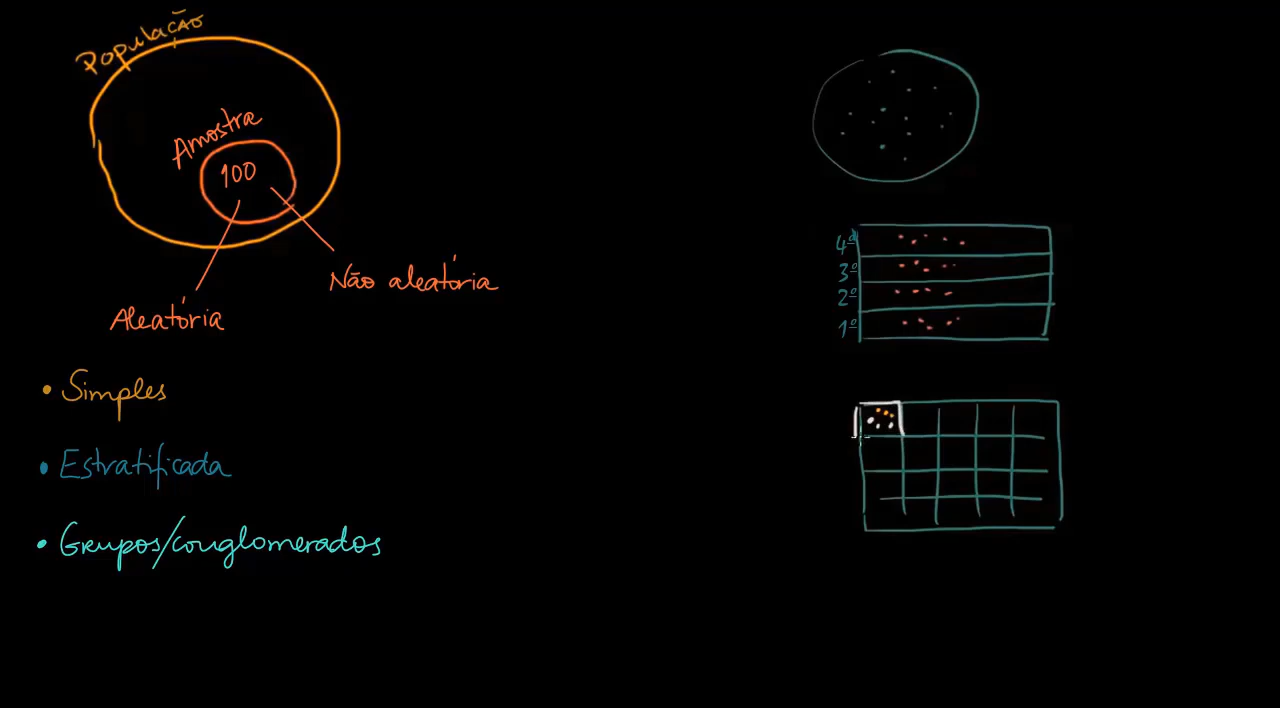 População
Amostra
100
Não aleatória
Aleatória
• Simples
• Estratificada
• Grupos/conglomerados
4º
3º
2º
1º